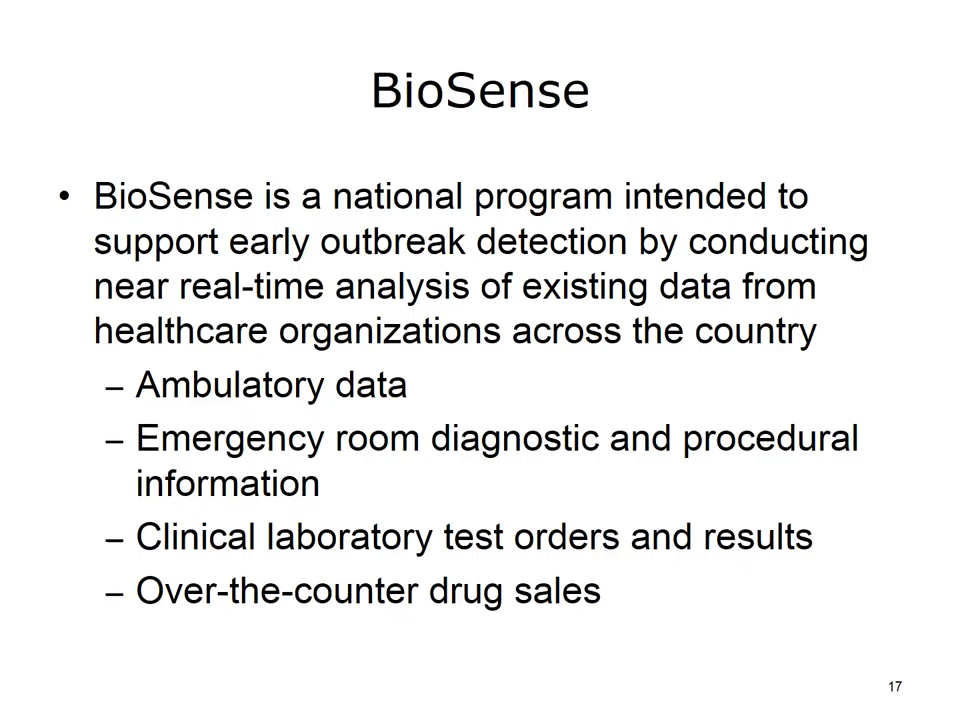 BioSense
• BioSense is a national program intended to
support early outbreak detection by conducting
near real-time analysis of existing data from
healthcare organizations across the country
– Ambulatory data
– Emergency room diagnostic and procedural
information
– Clinical laboratory test orders and results
– Over-the-counter drug sales
17